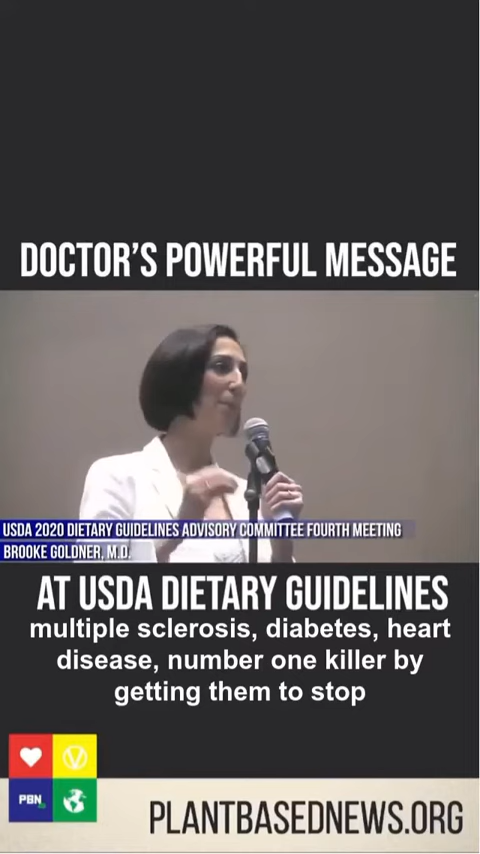 DOCTOR'S POWERFUL MESSAGE
USDA 2020 DIETARY GUIDELINES ADVISORY COMMITTEE FOURTH MEETING
BROOKE GOLDNER, M.D.
AT USDA DIETARY GUIDELINES
multiple sclerosis, diabetes, heart
disease, number one killer by
getting them to stop
PBN
PLANTBASEDNEWS.ORG